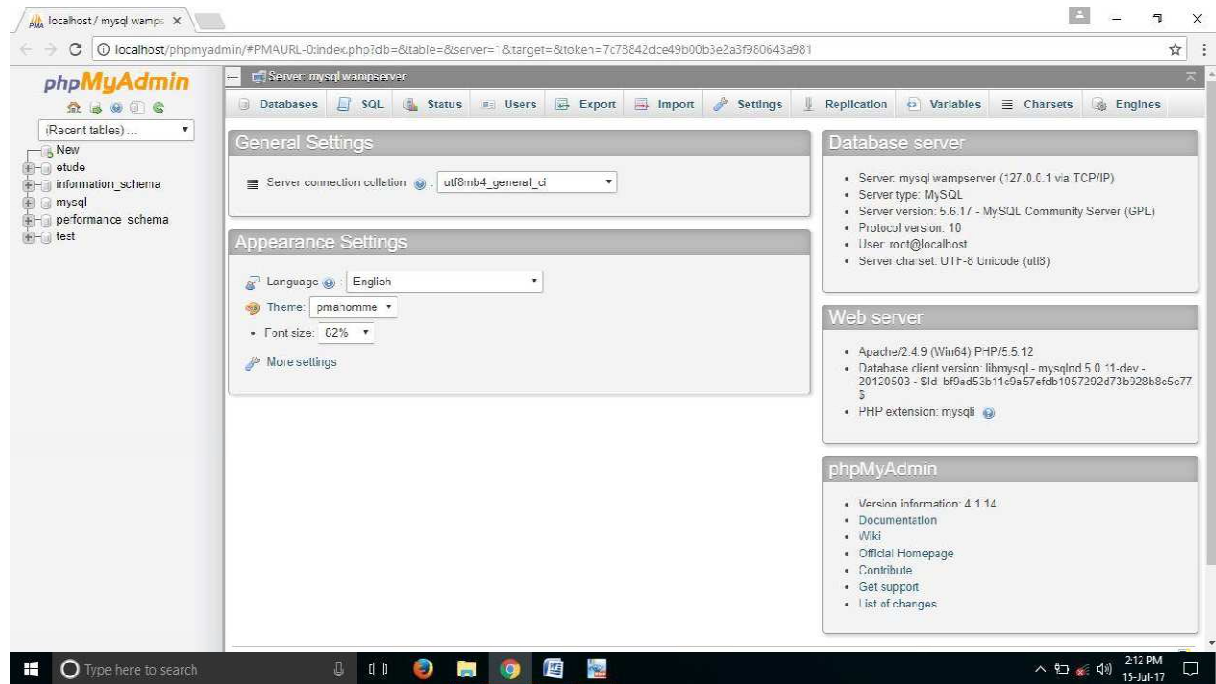 localhost / mysql wamps
localhost/phpmyadmin/#PMAURL-0:index.php?db=&table=&server=1&target=&token=
phpMyAdmin
(Recent tables) ...
New
etude
information_schema
mysql
performance_schema
test
Server: mysql wampserver
Databases SQL Status Users Export Import Settings Replication Variables Charsets Engines
General Settings
Server connection collation : utf8mb4_general_ci
Appearance Settings
Language : English
Theme: pmahomme
• Font size: 82%
More settings
Database server
• Server: mysql wampserver (127.0.0.1 via TCP/IP)
• Server type: MySQL
• Server version: 5.6.17 - MySQL Community Server (GPL)
• Protocol version: 10
• User: root@localhost
• Server charset: UTF-8 Unicode (utf8)
Web server
• Apache/2.4.9 (Win64) PHP/5.5.12
• Database client version: libmysql - mysqlnd 5.0.11-dev -
20120503 - $Id:
$
• PHP extension: mysqli
phpMyAdmin
• Version information: 4.1.14
• Documentation
• Wiki
• Official Homepage
• Contribute
• Get support
• List of changes
Type here to search
2:12 PM
15-Jul-17